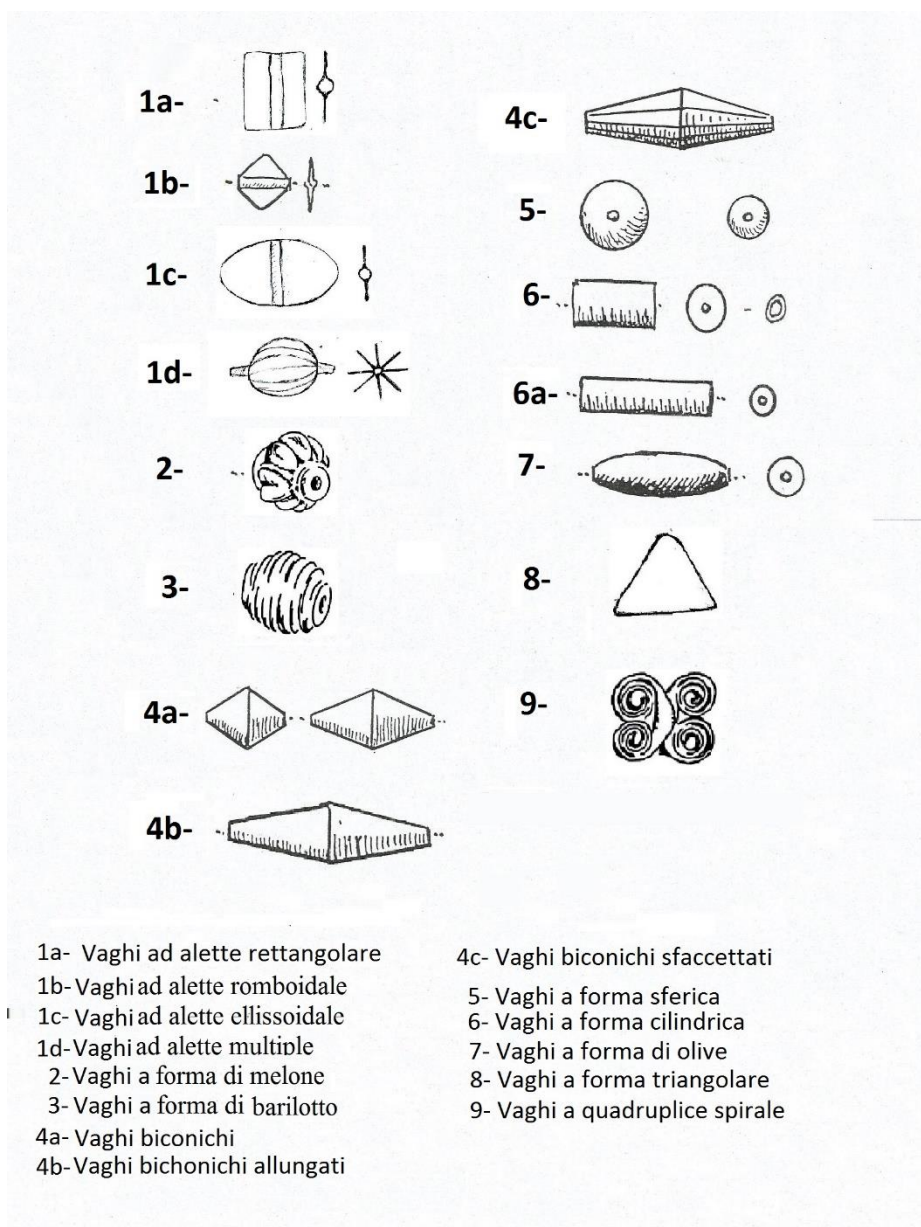 1a-
1b-
1c-
1d-
2-
3-
4a-
4b-
4c-
5-
6-
6a-
7-
8-
9-
1a- Vaghi ad alette rettangolare
1b- Vaghi ad alette romboidale
1c- Vaghi ad alette ellissoidale
1d- Vaghi ad alette multiple
2- Vaghi a forma di melone
3- Vaghi a forma di barilotto
4a- Vaghi biconichi
4b- Vaghi bichonichi allungati
4c- Vaghi biconichi sfaccettati
5- Vaghi a forma sferica
6- Vaghi a forma cilindrica
7- Vaghi a forma di olive
8- Vaghi a forma triangolare
9- Vaghi a quadruplice spirale